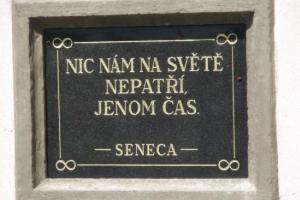 NIC NÁM NA SVĚTĚ
NEPATŘÍ,
JENOM ČAS.
— SENECA —